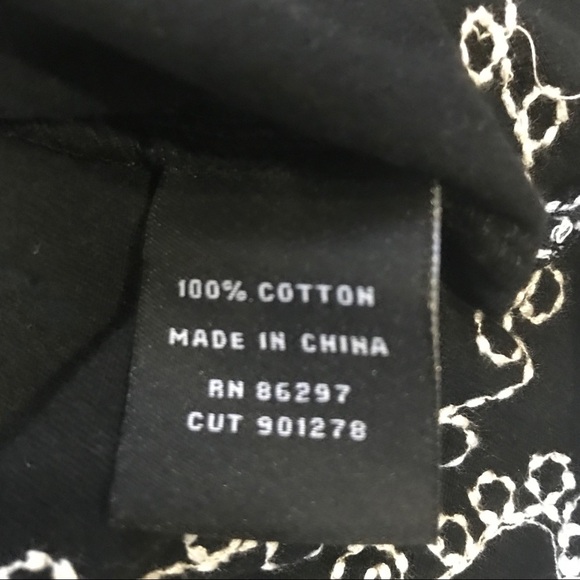 100% COTTON
MADE IN CHINA
RN 86297
CUT 901278